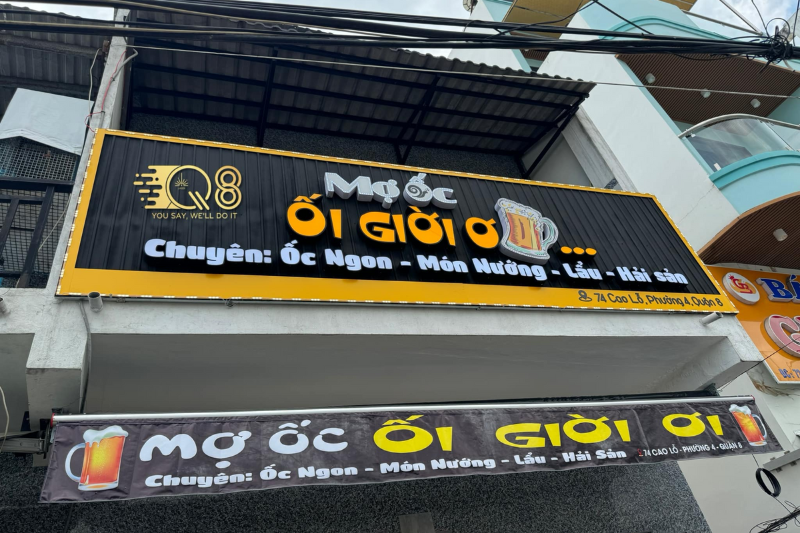 Q8
YOU SAY, WE'LL DO IT
Mợ Ốc
Ối Giời Ơ...
Chuyên: Ốc Ngon - Món Nướng - Lẩu - Hải sản
74 Cao Lỗ, Phường 4, Quận 8
Mợ Ốc Ối Giời Ơi
Chuyên: Ốc Ngon - Món Nướng - Lẩu - Hải Sản
74 CAO LỖ - PHƯỜNG 4 - QUẬN 8